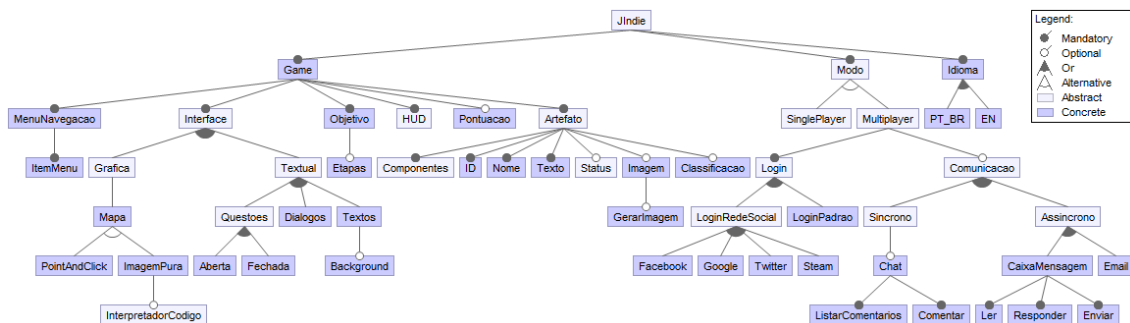 JIndie
Legend:
Mandatory
Optional
Or
Alternative
Abstract
Concrete
Game
Modo
Idioma
MenuNavegacao
Interface
Objetivo
HUD
Pontuacao
Artefato
SinglePlayer
Multiplayer
PT_BR
EN
ItemMenu
Grafica
Textual
Etapas
Componentes
ID
Nome
Texto
Status
Imagem
Classificacao
Login
Comunicacao
Mapa
Questoes
Dialogos
Textos
GerarImagem
LoginRedeSocial
LoginPadrao
Sincrono
Assincrono
PointAndClick
ImagemPura
Aberta
Fechada
Background
Facebook
Google
Twitter
Steam
Chat
CaixaMensagem
Email
InterpretadorCodigo
ListarComentarios
Comentar
Ler
Responder
Enviar